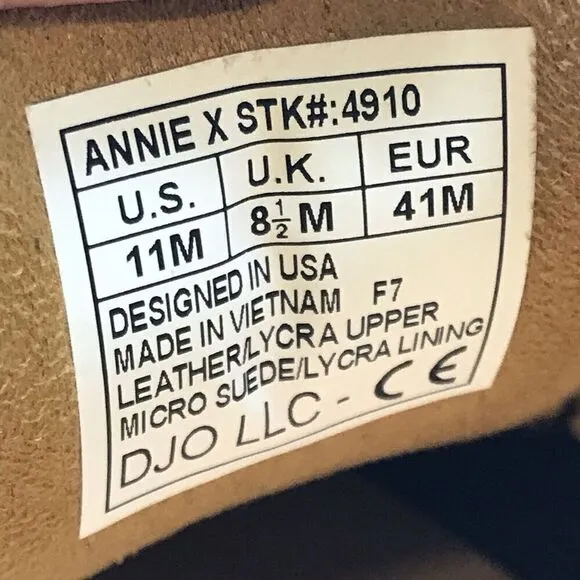 ANNIE X STK#:4910
U.S. U.K. EUR
11M 8½ M 41M
DESIGNED IN USA
MADE IN VIETNAM F7
LEATHER/LYCRA UPPER
MICRO SUEDE/LYCRA LINING
DJO LLC - CE